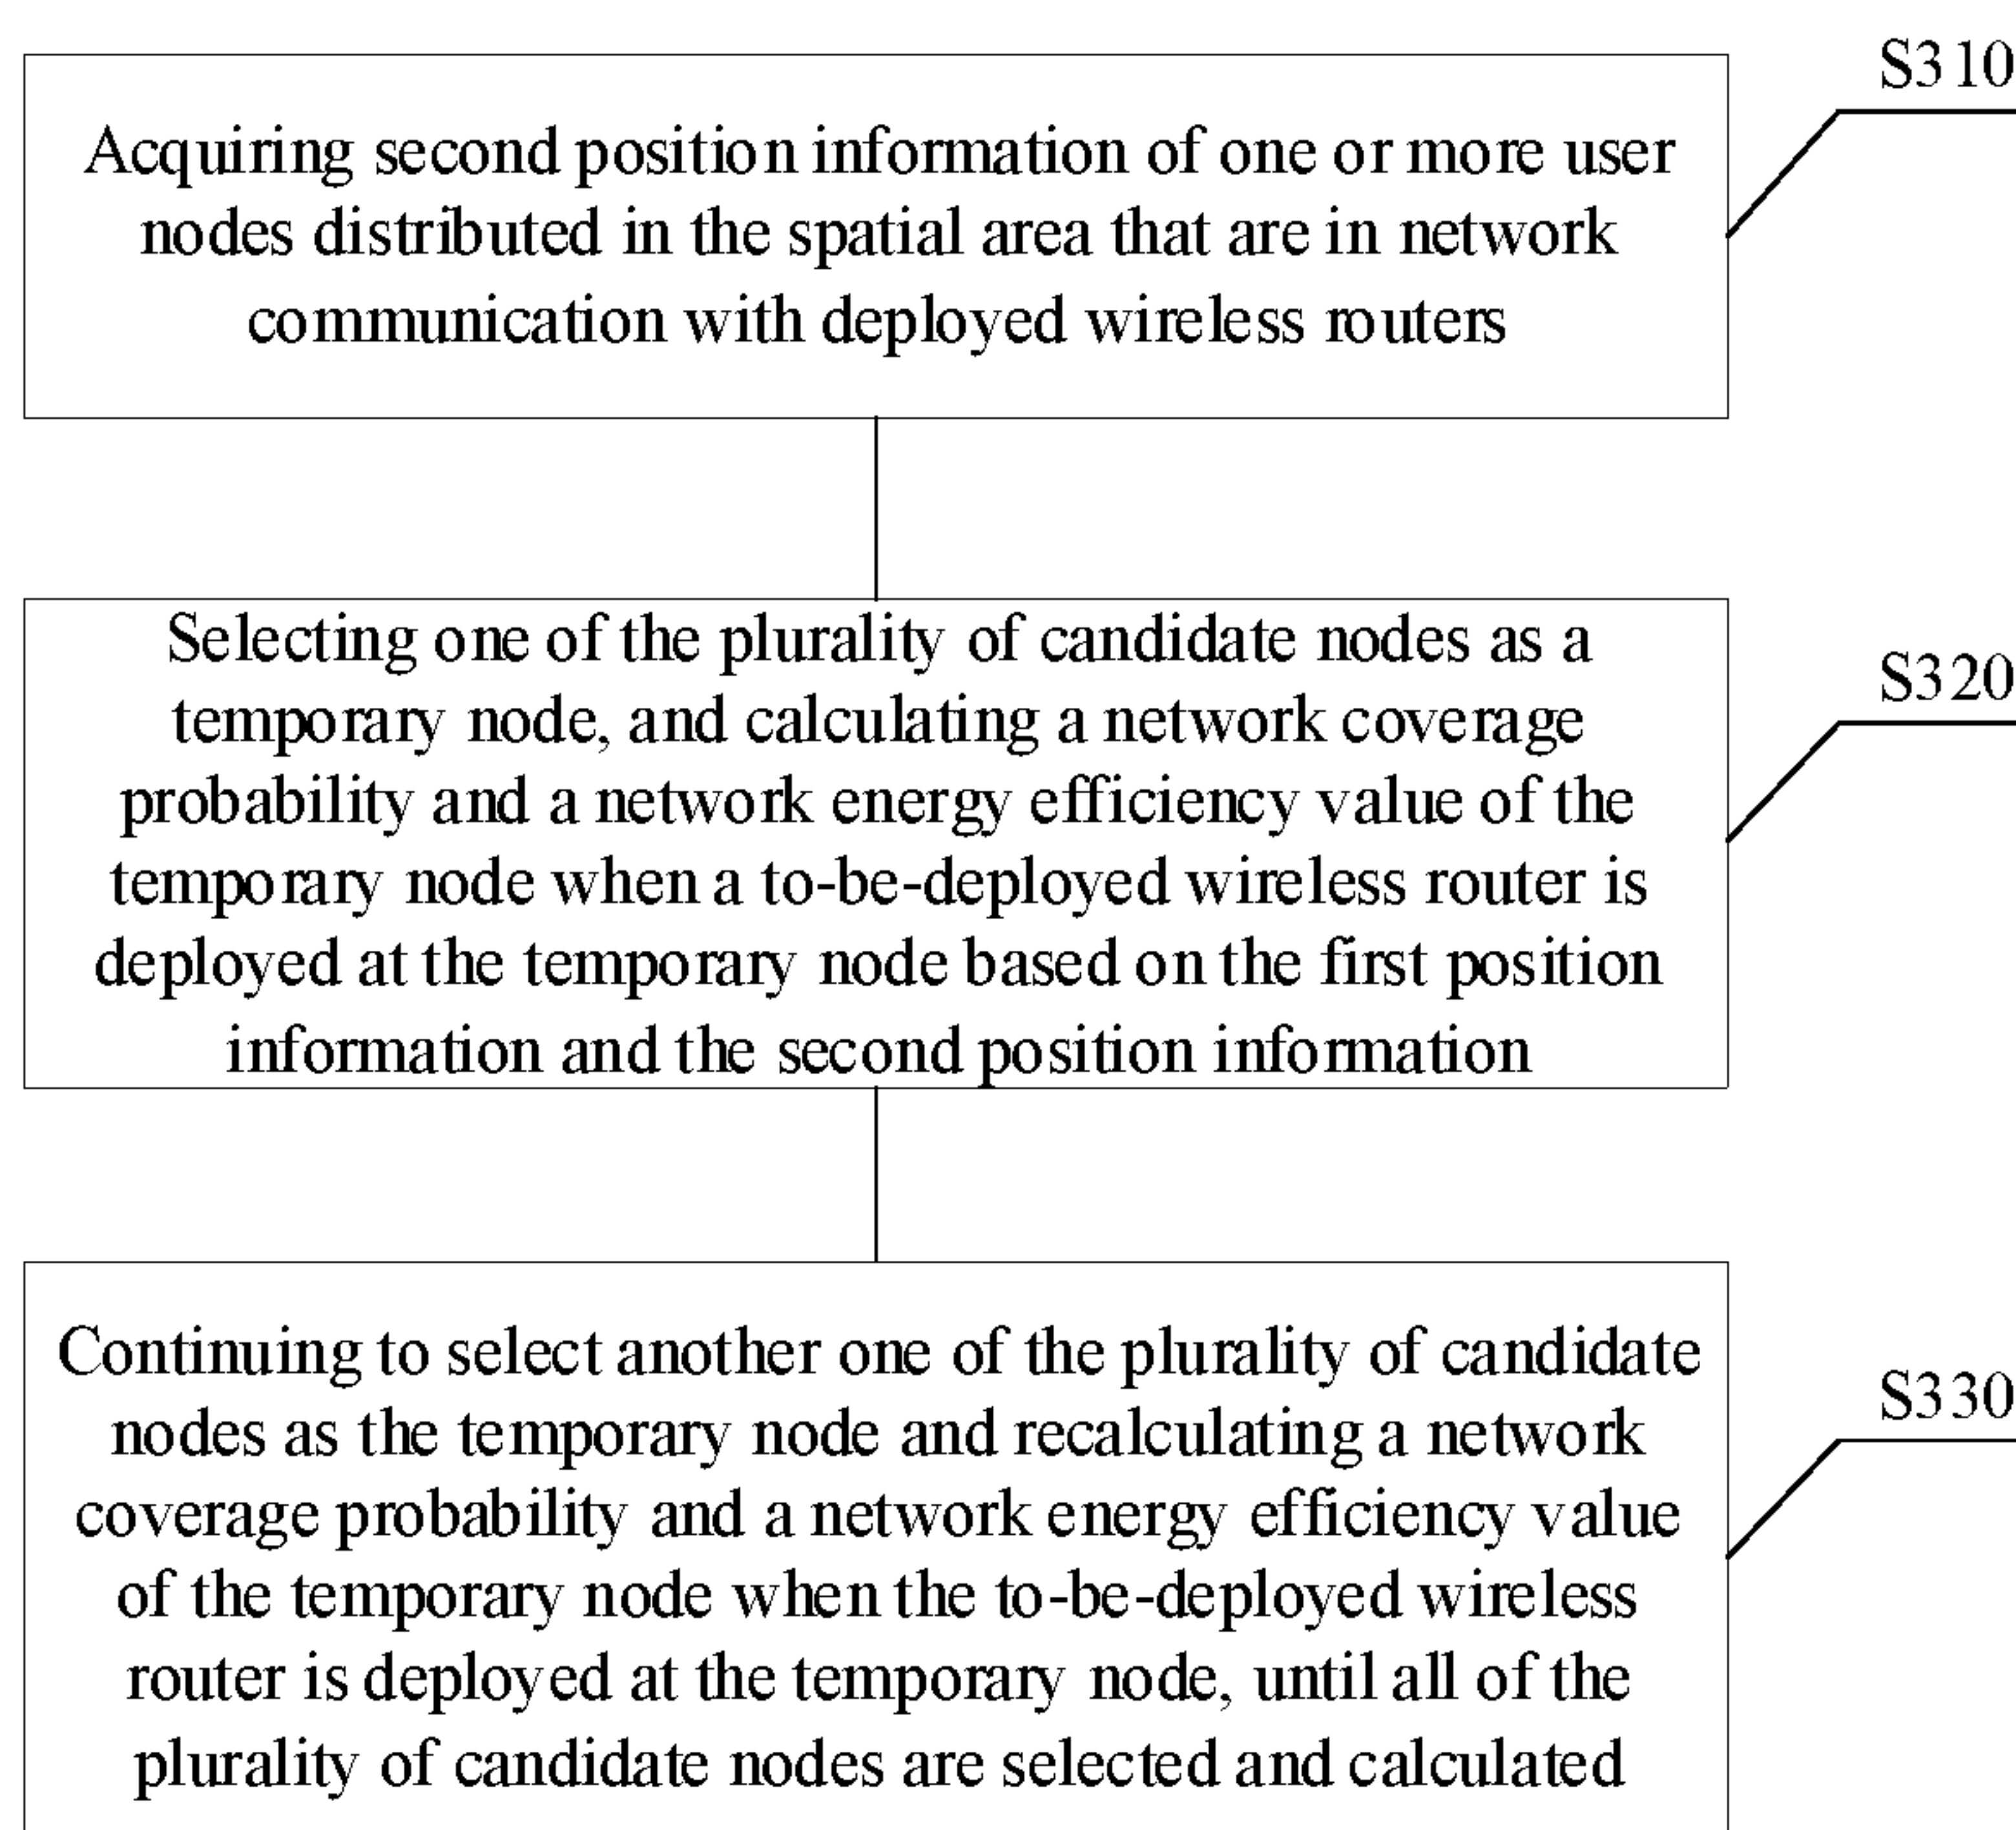 S310
Acquiring second position information of one or more user
nodes distributed in the spatial area that are in network
communication with deployed wireless routers
Selecting one of the plurality of candidate nodes as a
temporary node, and calculating a network coverage
probability and a network energy efficiency value of the
temporary node when a to-be-deployed wireless router is
deployed at the temporary node based on the first position
information and the second position information
S320
Continuing to select another one of the plurality of candidate
nodes as the temporary node and recalculating a network
coverage probability and a network energy efficiency value
of the temporary node when the to-be-deployed wireless
router is deployed at the temporary node, until all of the
plurality of candidate nodes are selected and calculated
S330